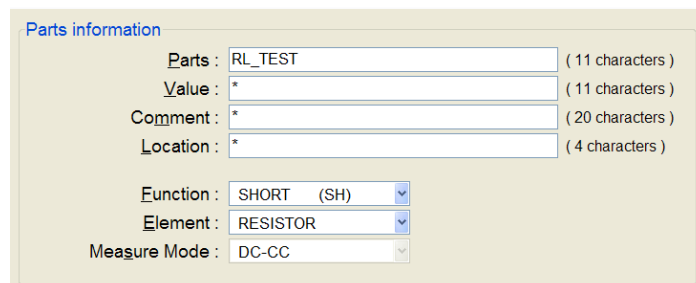 Parts information
Parts : RL_TEST ( 11 characters )
Value : * ( 11 characters )
Comment : * ( 20 characters )
Location : * ( 4 characters )
Function : SHORT (SH)
Element : RESISTOR
Measure Mode : DC-CC